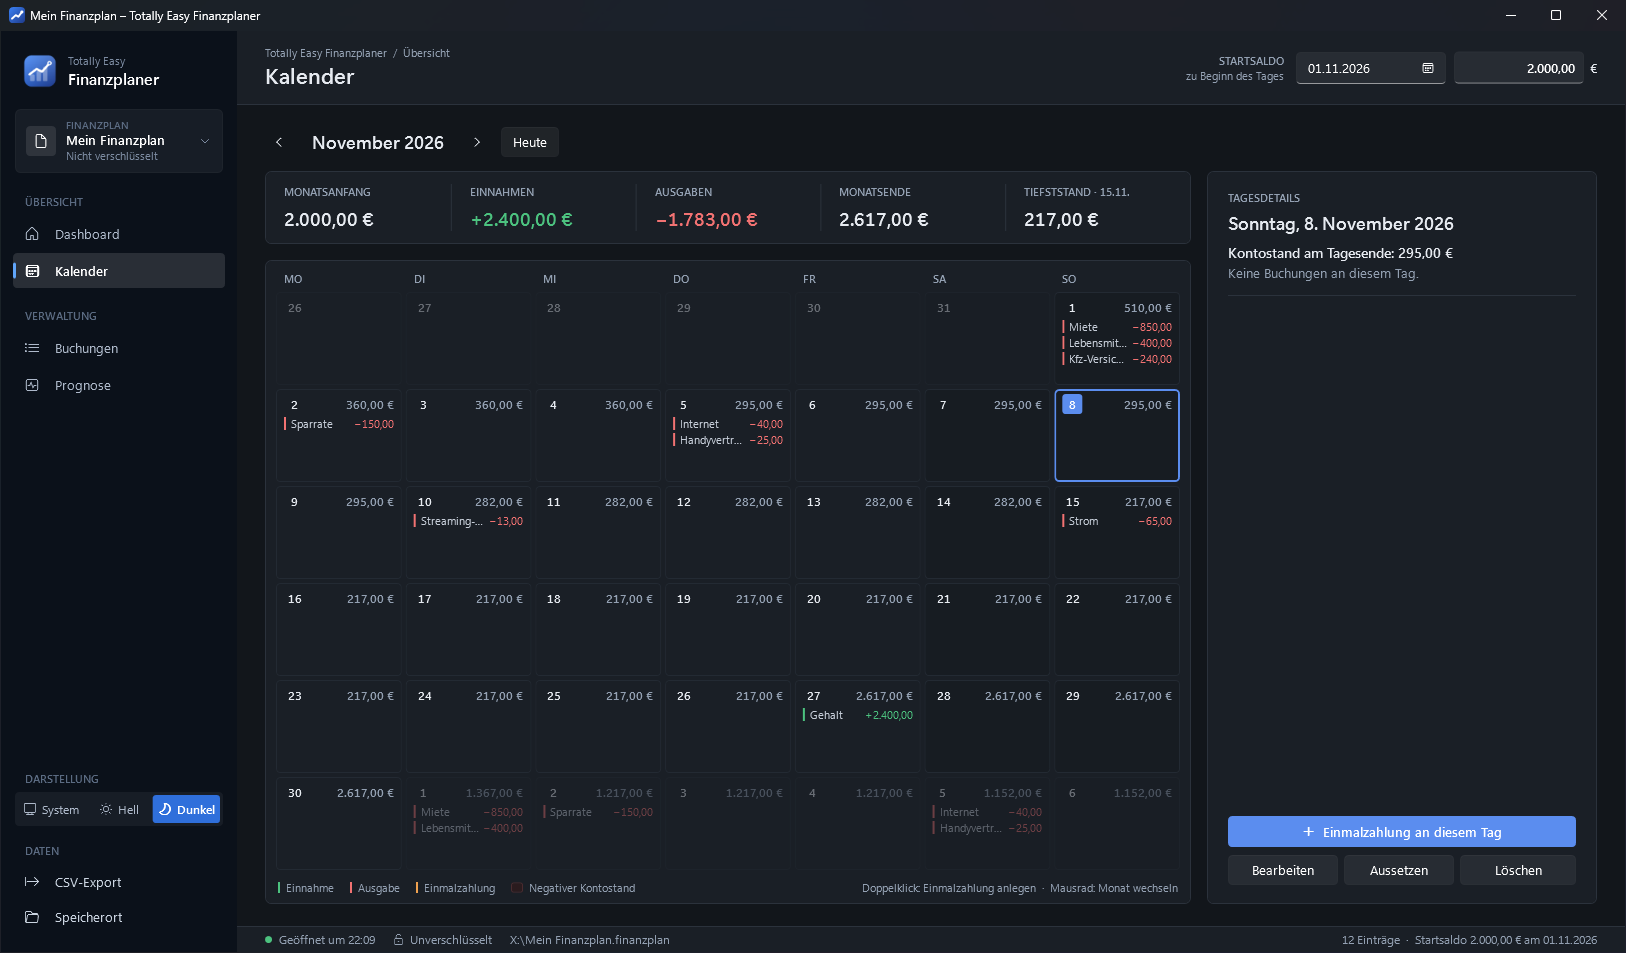 Mein Finanzplan – Totally Easy Finanzplaner
Totally Easy
Finanzplaner
FINANZPLAN
Mein Finanzplan
Nicht verschlüsselt
ÜBERSICHT
Dashboard
Kalender
VERWALTUNG
Buchungen
Prognose
DARSTELLUNG
System Hell Dunkel
DATEN
CSV-Export
Speicherort
Totally Easy Finanzplaner / Übersicht
Kalender
STARTSALDO
zu Beginn des Tages
01.11.2026 2.000,00 €
November 2026 Heute
MONATSANFANG EINNAHMEN AUSGABEN MONATSENDE TIEFSTSTAND · 15.11.
2.000,00 € +2.400,00 € −1.783,00 € 2.617,00 € 217,00 €
MO DI MI DO FR SA SO
26 27 28 29 30 31 1 510,00 €
Miete −850,00
Lebensmit... −400,00
Kfz-Versic... −240,00
2 360,00 € 3 360,00 € 4 360,00 € 5 295,00 € 6 295,00 € 7 295,00 € 8 295,00 €
Sparrate −150,00 Internet −40,00
Handyvertr... −25,00
9 295,00 € 10 282,00 € 11 282,00 € 12 282,00 € 13 282,00 € 14 282,00 € 15 217,00 €
Streaming-... −13,00 Strom −65,00
16 217,00 € 17 217,00 € 18 217,00 € 19 217,00 € 20 217,00 € 21 217,00 € 22 217,00 €
23 217,00 € 24 217,00 € 25 217,00 € 26 217,00 € 27 2.617,00 € 28 2.617,00 € 29 2.617,00 €
Gehalt +2.400,00
30 2.617,00 € 1 1.367,00 € 2 1.217,00 € 3 1.217,00 € 4 1.217,00 € 5 1.152,00 € 6 1.152,00 €
Miete −850,00 Sparrate −150,00 Internet −40,00
Lebensmit... −400,00 Handyvertr... −25,00
Einnahme Ausgabe Einmalzahlung Negativer Kontostand Doppelklick: Einmalzahlung anlegen · Mausrad: Monat wechseln
TAGESDETAILS
Sonntag, 8. November 2026
Kontostand am Tagesende: 295,00 €
Keine Buchungen an diesem Tag.
+ Einmalzahlung an diesem Tag
Bearbeiten Aussetzen Löschen
Geöffnet um 22:09 Unverschlüsselt X:\Mein Finanzplan.finanzplan 12 Einträge · Startsaldo 2.000,00 € am 01.11.2026